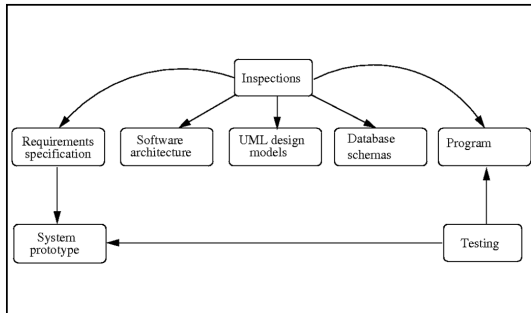 Inspections
Requirements
specification
Software
architecture
UML design
models
Database
schemas
Program
System
prototype
Testing